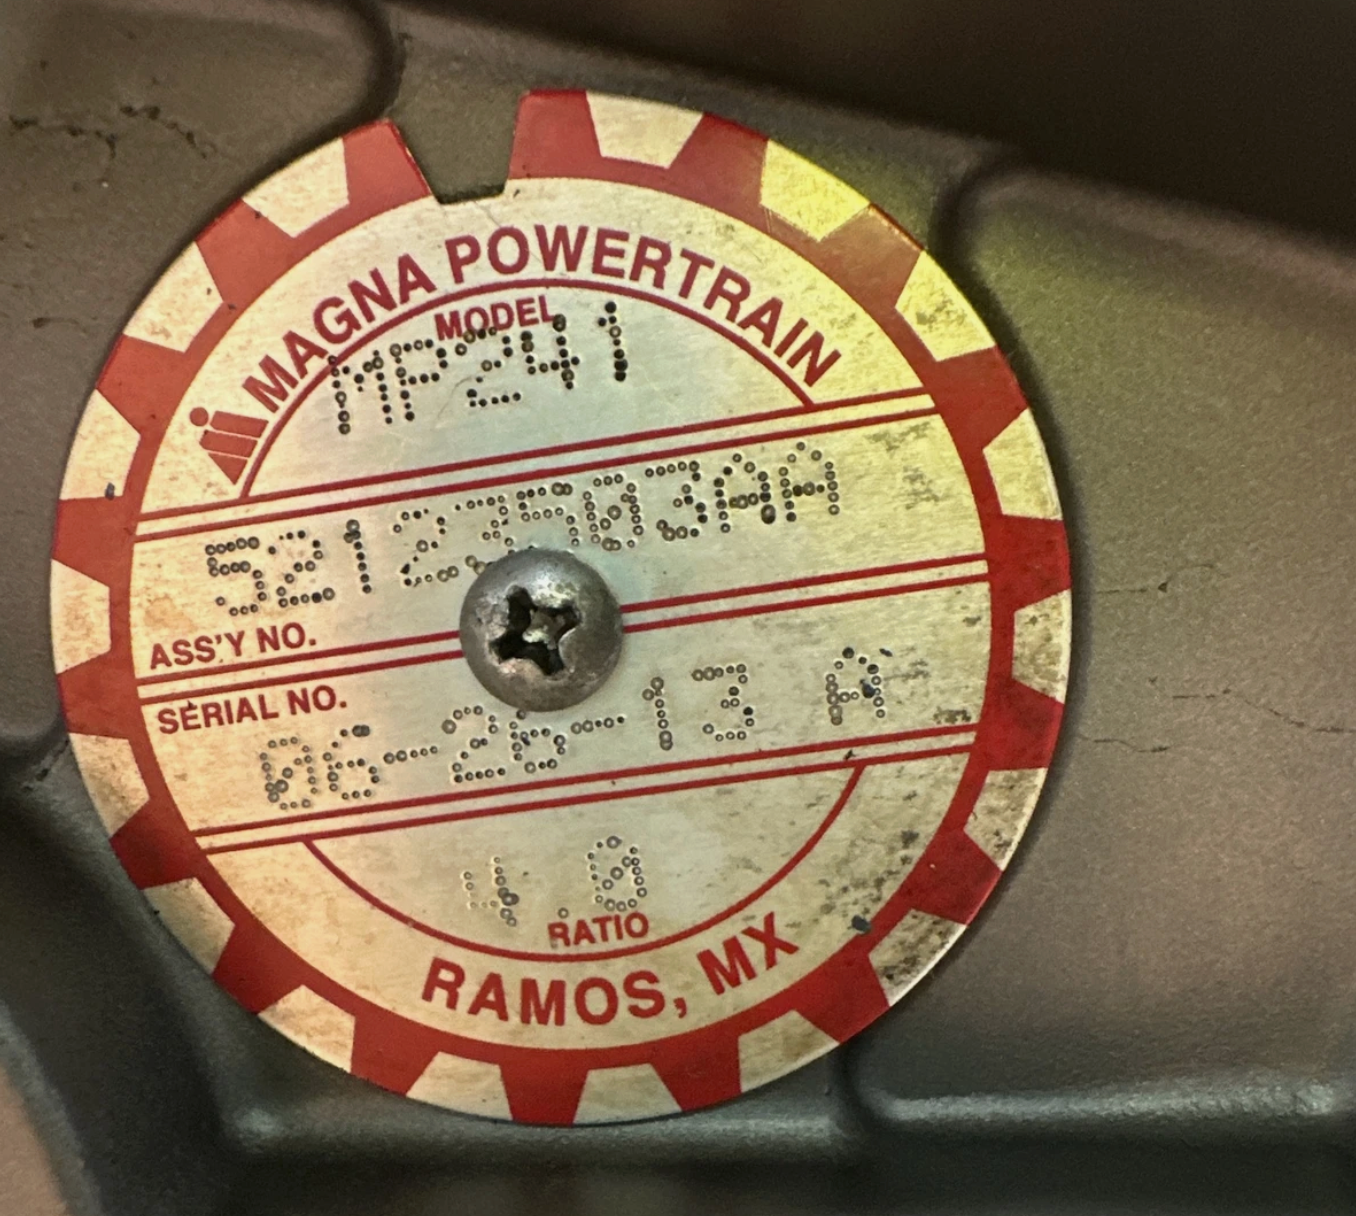 MAGNA POWERTRAIN
MODEL
MP241
52123503AA
ASS'Y NO.
SERIAL NO.
06-26-13 A
4.0
RATIO
RAMOS, MX